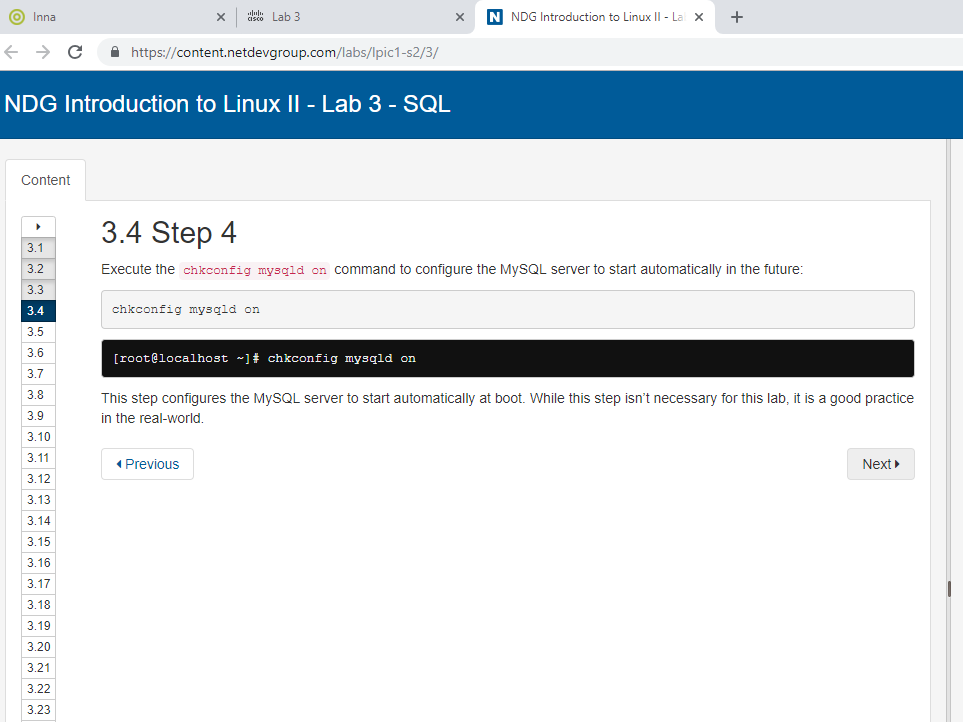 Inna
Lab 3
NDG Introduction to Linux II - La
https://content.netdevgroup.com/labs/lpic1-s2/3/
NDG Introduction to Linux II - Lab 3 - SQL
Content
3.1
3.2
3.3
3.4
3.5
3.6
3.7
3.8
3.9
3.10
3.11
3.12
3.13
3.14
3.15
3.16
3.17
3.18
3.19
3.20
3.21
3.22
3.23
3.4 Step 4
Execute the chkconfig mysqld on command to configure the MySQL server to start automatically in the future:
chkconfig mysqld on
[root@localhost ~]# chkconfig mysqld on
This step configures the MySQL server to start automatically at boot. While this step isn't necessary for this lab, it is a good practice
in the real-world.
Previous
Next